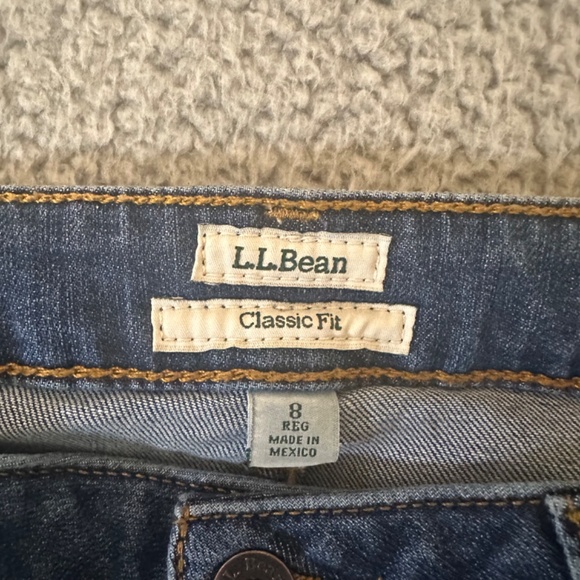 L.L.Bean
Classic Fit
8
REG
MADE IN
MEXICO